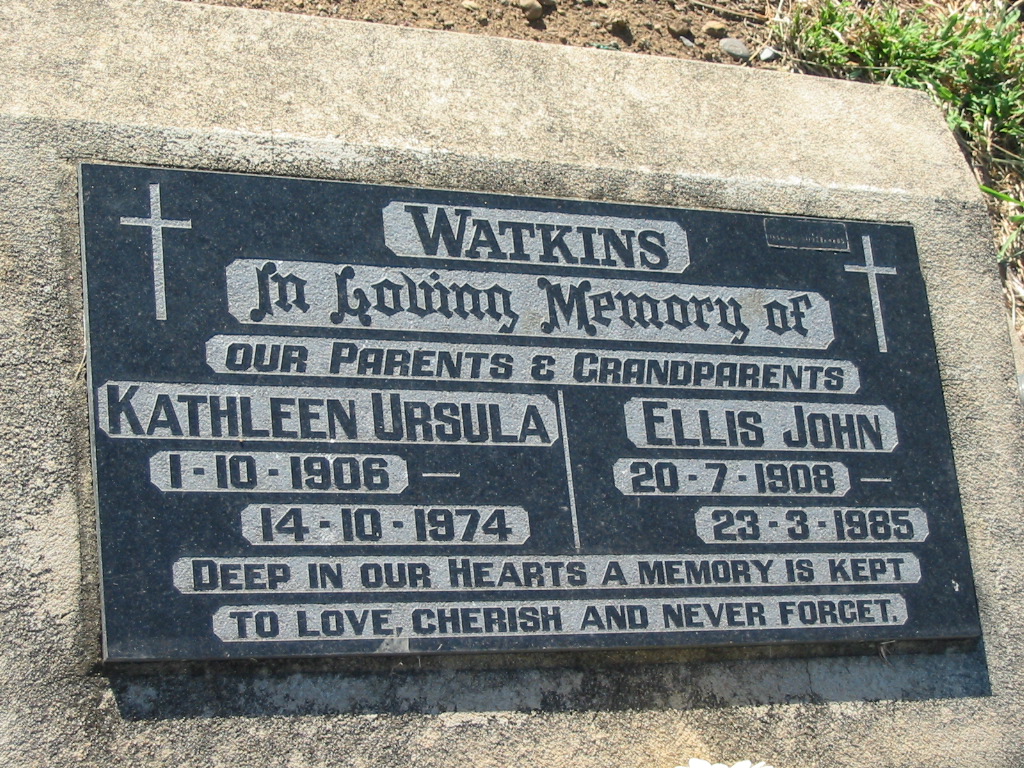 WATKINS
In Loving Memory of
OUR PARENTS & GRANDPARENTS
KATHLEEN URSULA
1-10-1906 —
14-10-1974
ELLIS JOHN
20-7-1908 —
23-3-1985
DEEP IN OUR HEARTS A MEMORY IS KEPT
TO LOVE, CHERISH AND NEVER FORGET.